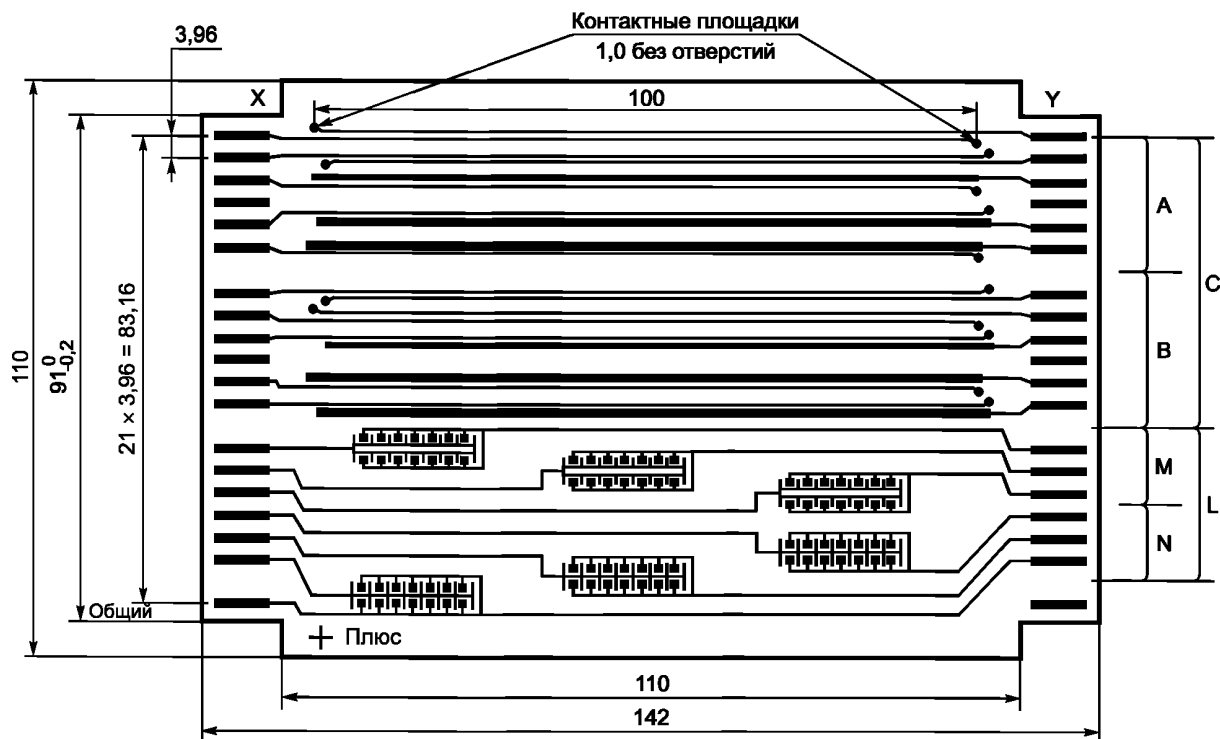 Контактные площадки
1,0 без отверстий
3,96
X
100
Y
A
C
B
110
91 0 -0,2
21 × 3,96 = 83,16
M
L
N
Общий
Плюс
110
142